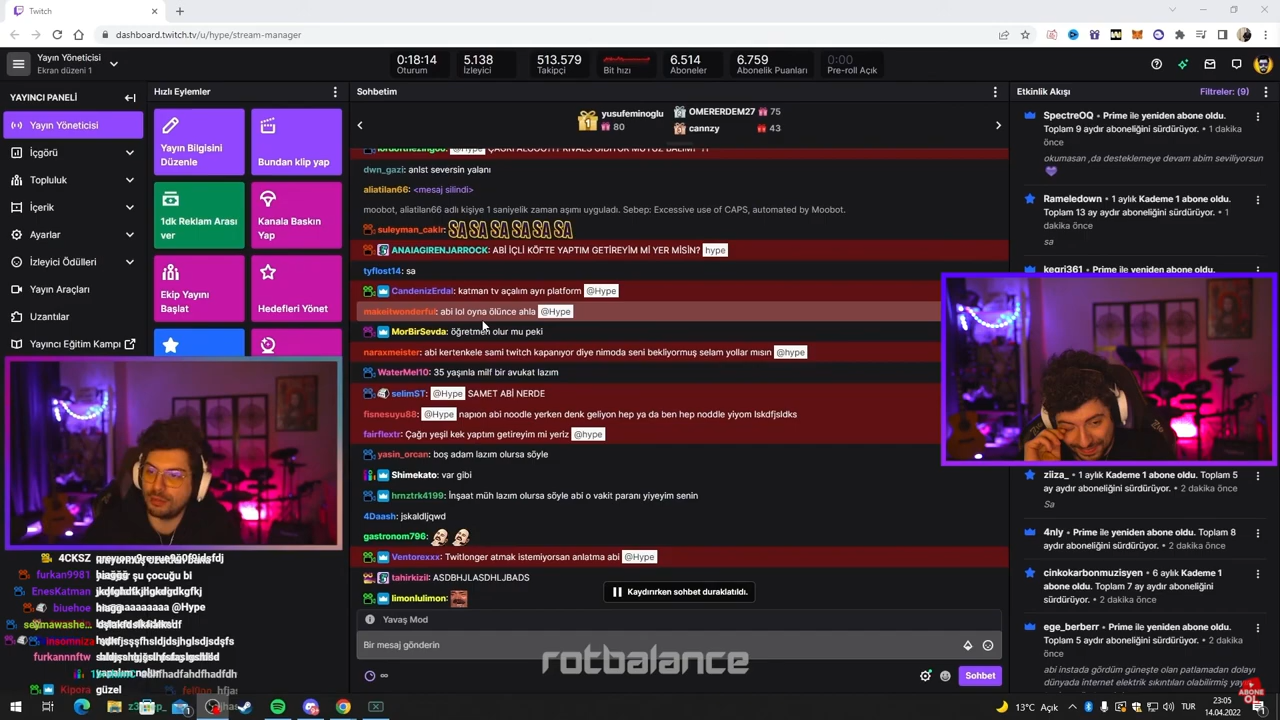 Twitch
dashboard.twitch.tv/u/hype/stream-manager
Yayın Yöneticisi
Ekran düzeni 1
0:18:14
Oturum
5.138
İzleyici
513.579
Takipçi
Bit hızı
6.514
Aboneler
6.759
Abonelik Puanları
0:00
Pre-roll Açık
YAYINCI PANELİ
Yayın Yöneticisi
İçgörü
Topluluk
İçerik
Ayarlar
İzleyici Ödülleri
Yayın Araçları
Uzantılar
Yayıncı Eğitim Kampı
Hızlı Eylemler
Yayın Bilgisini
Düzenle
Bundan klip yap
1dk Reklam Arası
ver
Kanala Baskın
Yap
Ekip Yayını
Başlat
Hedefleri Yönet
Sohbetim
yusufeminoglu
80
OMERERDEM27 75
cannzy 43
dwn_gazi: anlst seversin yalanı
aliatilan66: <mesaj silindi>
moobot, aliatilan66 adlı kişiye 1 saniyelik zaman aşımı uyguladı. Sebep: Excessive use of CAPS, automated by Moobot.
suleyman_cakir: SA SA SA SA SA SA
ANAIAGIRENJARROCK: ABİ İÇLİ KÖFTE YAPTIM GETİREYİM Mİ YER MİSİN? hype
tyflost14: sa
CandenizErdal: katman tv açalım ayrı platform @Hype
makeitwonderful: abi lol oyna ölünce ahla @Hype
MorBirSevda: öğretmen olur mu peki
naraxmeister: abi kertenkele sami twitch kapanıyor diye nimoda seni bekliyormuş selam yollar mısın @hype
WaterMel10: 35 yaşınla milf bir avukat lazım
selimST: @Hype SAMET ABİ NERDE
fisnesuyu88: @Hype napıon abi noodle yerken denk geliyon hep ya da ben hep noddle yiyom lskdfjsldks
fairflextr: Çağrı yeşil kek yaptım getireyim mi yeriz @hype
yasin_orcan: boş adam lazım olursa söyle
Shimekato: var gibi
hrnztrk4199: İnşaat müh lazım olursa söyle abi o vakit paranı yiyeyim senin
4Daash: jskaldljqwd
gastronom796:
Ventorexxx: Twitlonger atmak istemiyorsan anlatma abi @Hype
tahirkizil: ASDBHJLASDHLJBADS
limonlulimon:
Kaydırırken sohbet duraklatıldı.
Yavaş Mod
Bir mesaj gönderin
Sohbet
rotbalance
Etkinlik Akışı
Filtreler: (9)
SpectreOQ • Prime ile yeniden abone oldu.
Toplam 9 aydır aboneliğini sürdürüyor. • 1 dakika
önce
okumasan ,da desteklemeye devam abim seviliyorsun
Rameledown • 1 aylık Kademe 1 abone oldu.
Toplam 13 ay aydır aboneliğini sürdürüyor. • 1
dakika önce
sa
kegri361 • 1 aylık Kademe 1 abone oldu.
ziiza_ • 1 aylık Kademe 1 abone oldu. Toplam 5
ay aydır aboneliğini sürdürüyor. • 2 dakika önce
Sa
4nly • Prime ile yeniden abone oldu. Toplam 8
ay aydır aboneliğini sürdürüyor. • 2 dakika önce
cinkokarbonmuzisyen • 6 aylık Kademe 1
abone oldu. Toplam 7 ay aydır aboneliğini
sürdürüyor. • 2 dakika önce
ege_berberr • Prime ile yeniden abone oldu.
Toplam 5 aydır aboneliğini sürdürüyor. • 2 dakika
önce
abi instada gördüm güneşte olan patlamadan dolayı
dünyada internet elektrik sıkıntıları olabilirmiş yayın
4CKSZ
furkan9981
EnesKatman
biuehoe
@Hype
insomniza
furkannnftw
Kipora
güzel
ABONE
OL
13°C Açık
TUR
23:05
14.04.2022